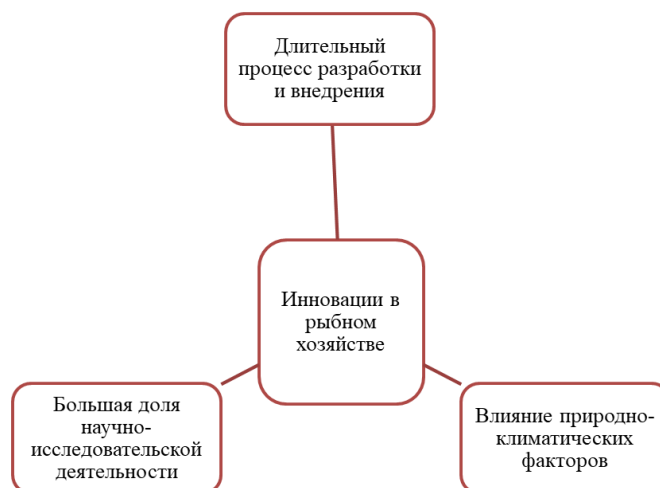 Длительный
процесс разработки
и внедрения
Инновации в
рыбном
хозяйстве
Большая доля
научно-
исследовательской
деятельности
Влияние природно-
климатических
факторов